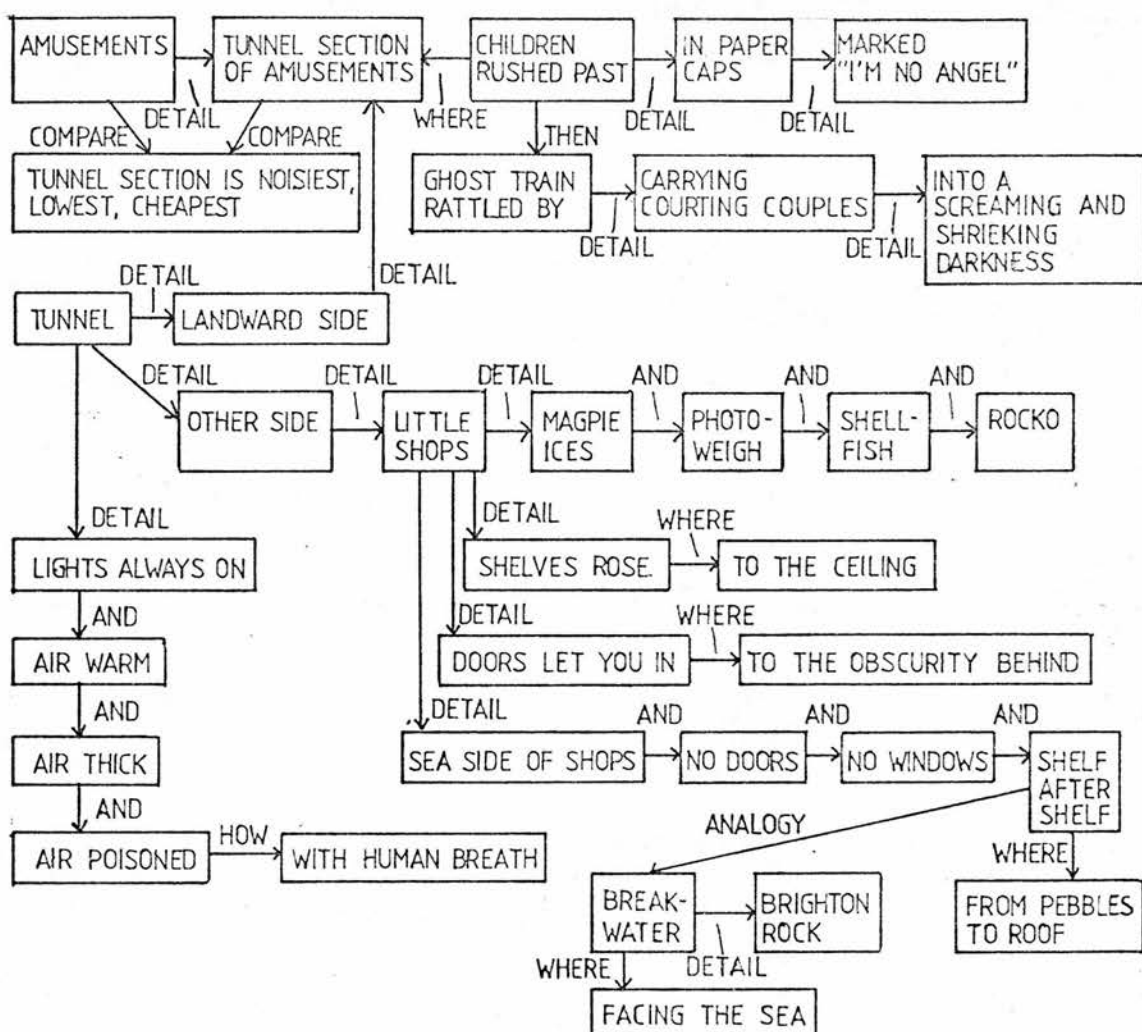 AMUSEMENTS
TUNNEL SECTION
OF AMUSEMENTS
CHILDREN
RUSHED PAST
IN PAPER
CAPS
MARKED
"I'M NO ANGEL"
DETAIL
WHERE
DETAIL
DETAIL
COMPARE
COMPARE
THEN
TUNNEL SECTION IS NOISIEST,
LOWEST, CHEAPEST
GHOST TRAIN
RATTLED BY
CARRYING
COURTING COUPLES
INTO A
SCREAMING AND
SHRIEKING
DARKNESS
DETAIL
DETAIL
DETAIL
DETAIL
TUNNEL
LANDWARD SIDE
DETAIL
DETAIL
DETAIL
AND
AND
AND
OTHER SIDE
LITTLE
SHOPS
MAGPIE
ICES
PHOTO-
WEIGH
SHELL-
FISH
ROCKO
DETAIL
DETAIL
WHERE
LIGHTS ALWAYS ON
SHELVES ROSE
TO THE CEILING
AND
DETAIL
WHERE
AIR WARM
DOORS LET YOU IN
TO THE OBSCURITY BEHIND
AND
DETAIL
AND
AND
AND
AIR THICK
SEA SIDE OF SHOPS
NO DOORS
NO WINDOWS
SHELF
AFTER
SHELF
AND
ANALOGY
HOW
WHERE
AIR POISONED
WITH HUMAN BREATH
BREAK-
WATER
BRIGHTON
ROCK
FROM PEBBLES
TO ROOF
WHERE
DETAIL
FACING THE SEA